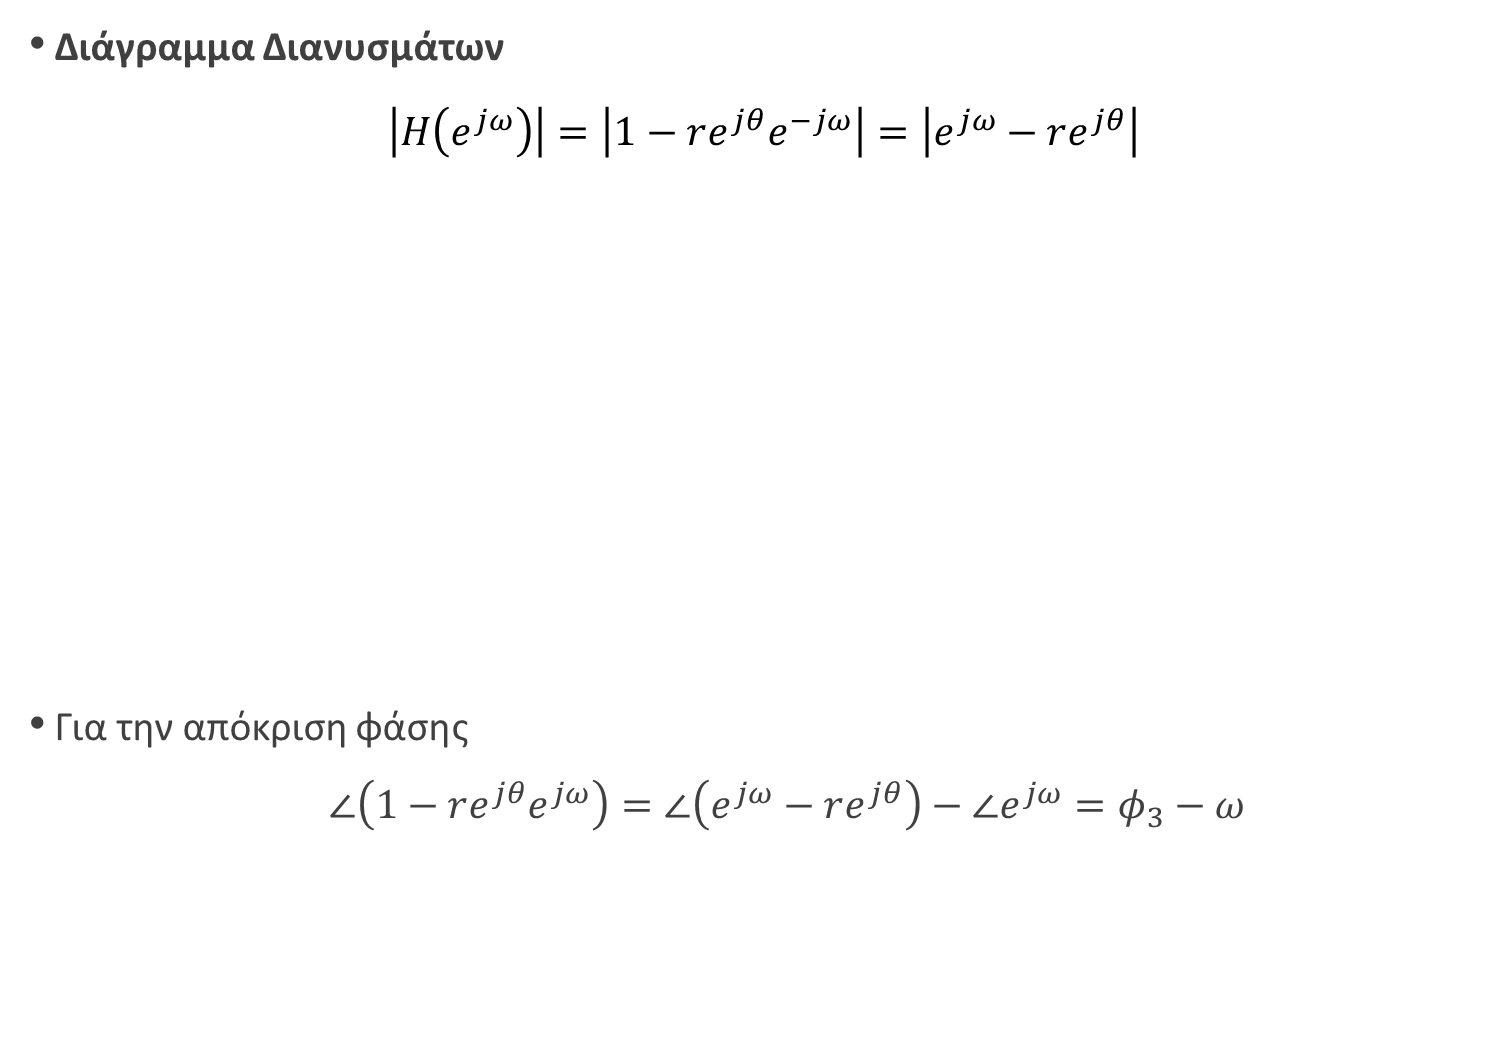 • Διάγραμμα Διανυσμάτων
|H(e^{jω})| = |1 − re^{jθ}e^{−jω}| = |e^{jω} − re^{jθ}|
• Για την απόκριση φάσης
∠(1 − re^{jθ}e^{jω}) = ∠(e^{jω} − re^{jθ}) − ∠e^{jω} = ϕ₃ − ω